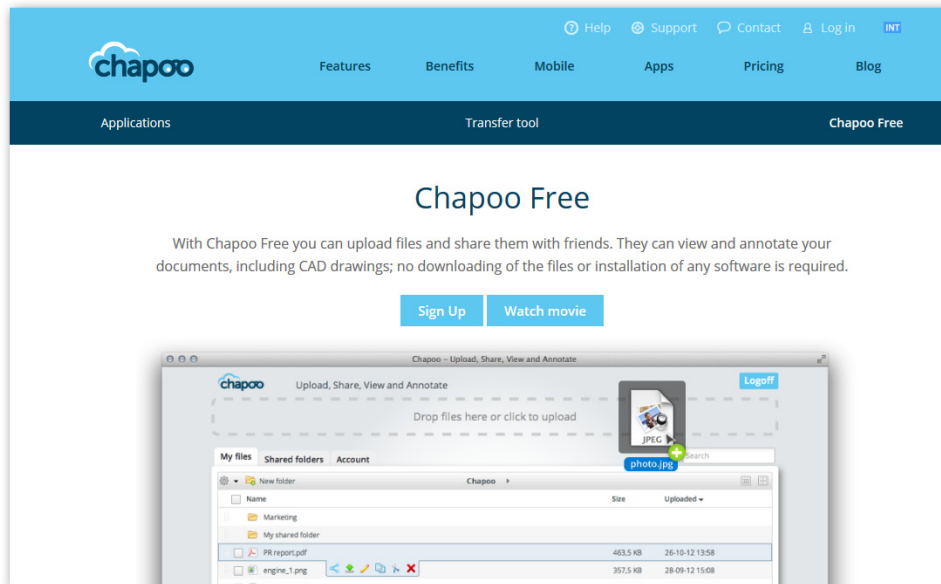 Help Support Contact Log in INT
chapoo
Features Benefits Mobile Apps Pricing Blog
Applications Transfer tool Chapoo Free
Chapoo Free
With Chapoo Free you can upload files and share them with friends. They can view and annotate your
documents, including CAD drawings; no downloading of the files or installation of any software is required.
Sign Up Watch movie
Chapoo – Upload, Share, View and Annotate
chapoo Upload, Share, View and Annotate Logoff
Drop files here or click to upload
JPEG
My files Shared folders Account Search
photo.jpg
New folder Chapoo
Name Size Uploaded
Marketing
My shared folder
PR report.pdf 463,5 KB 26-10-12 13:58
engine_1.png 357,5 KB 28-09-12 15:08